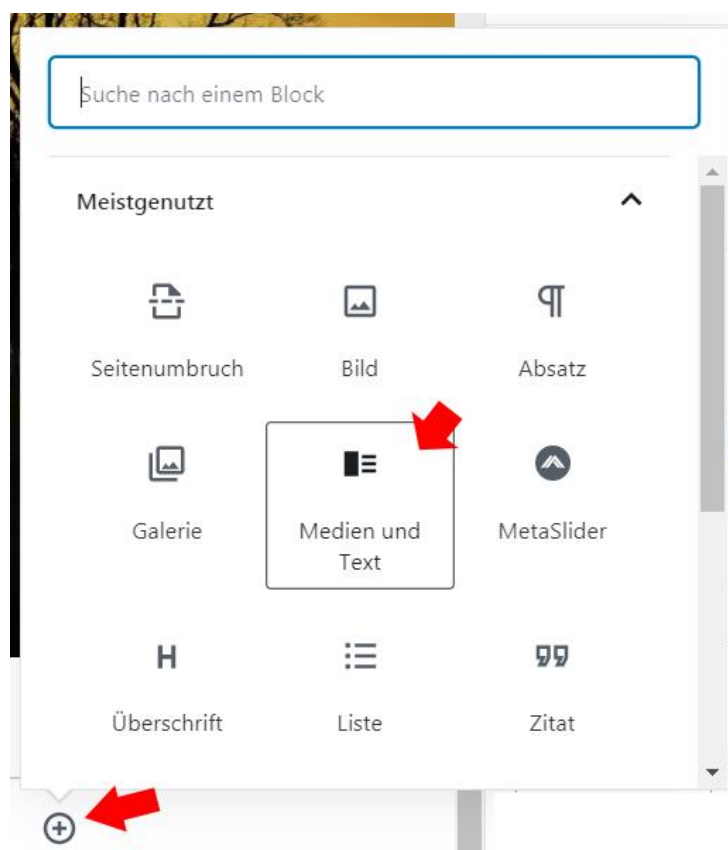 Suche nach einem Block
Meistgenutzt
Seitenumbruch
Bild
Absatz
Galerie
Medien und
Text
MetaSlider
Überschrift
Liste
Zitat